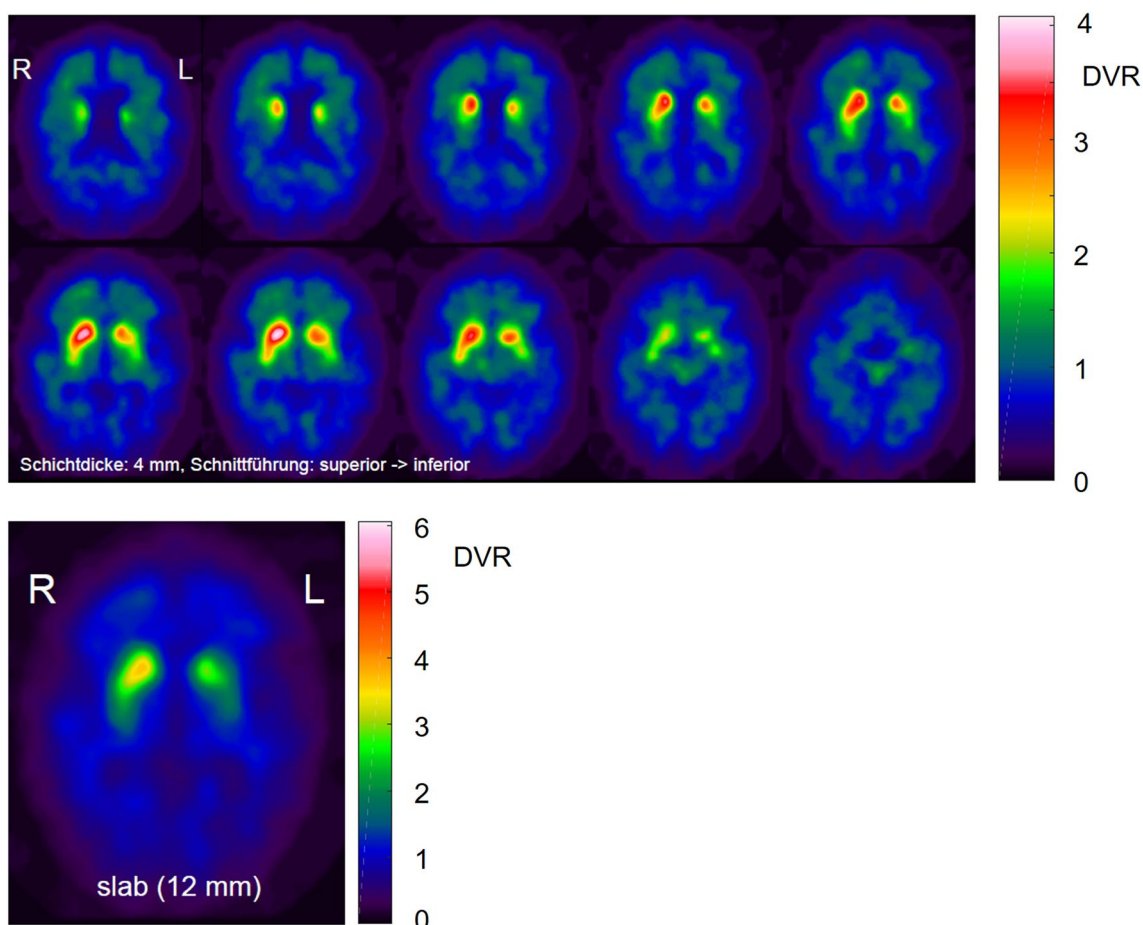 R L
4
DVR
3
2
1
0
Schichtdicke: 4 mm, Schnittführung: superior -> inferior
R L
6
DVR
5
4
3
2
1
0
slab (12 mm)